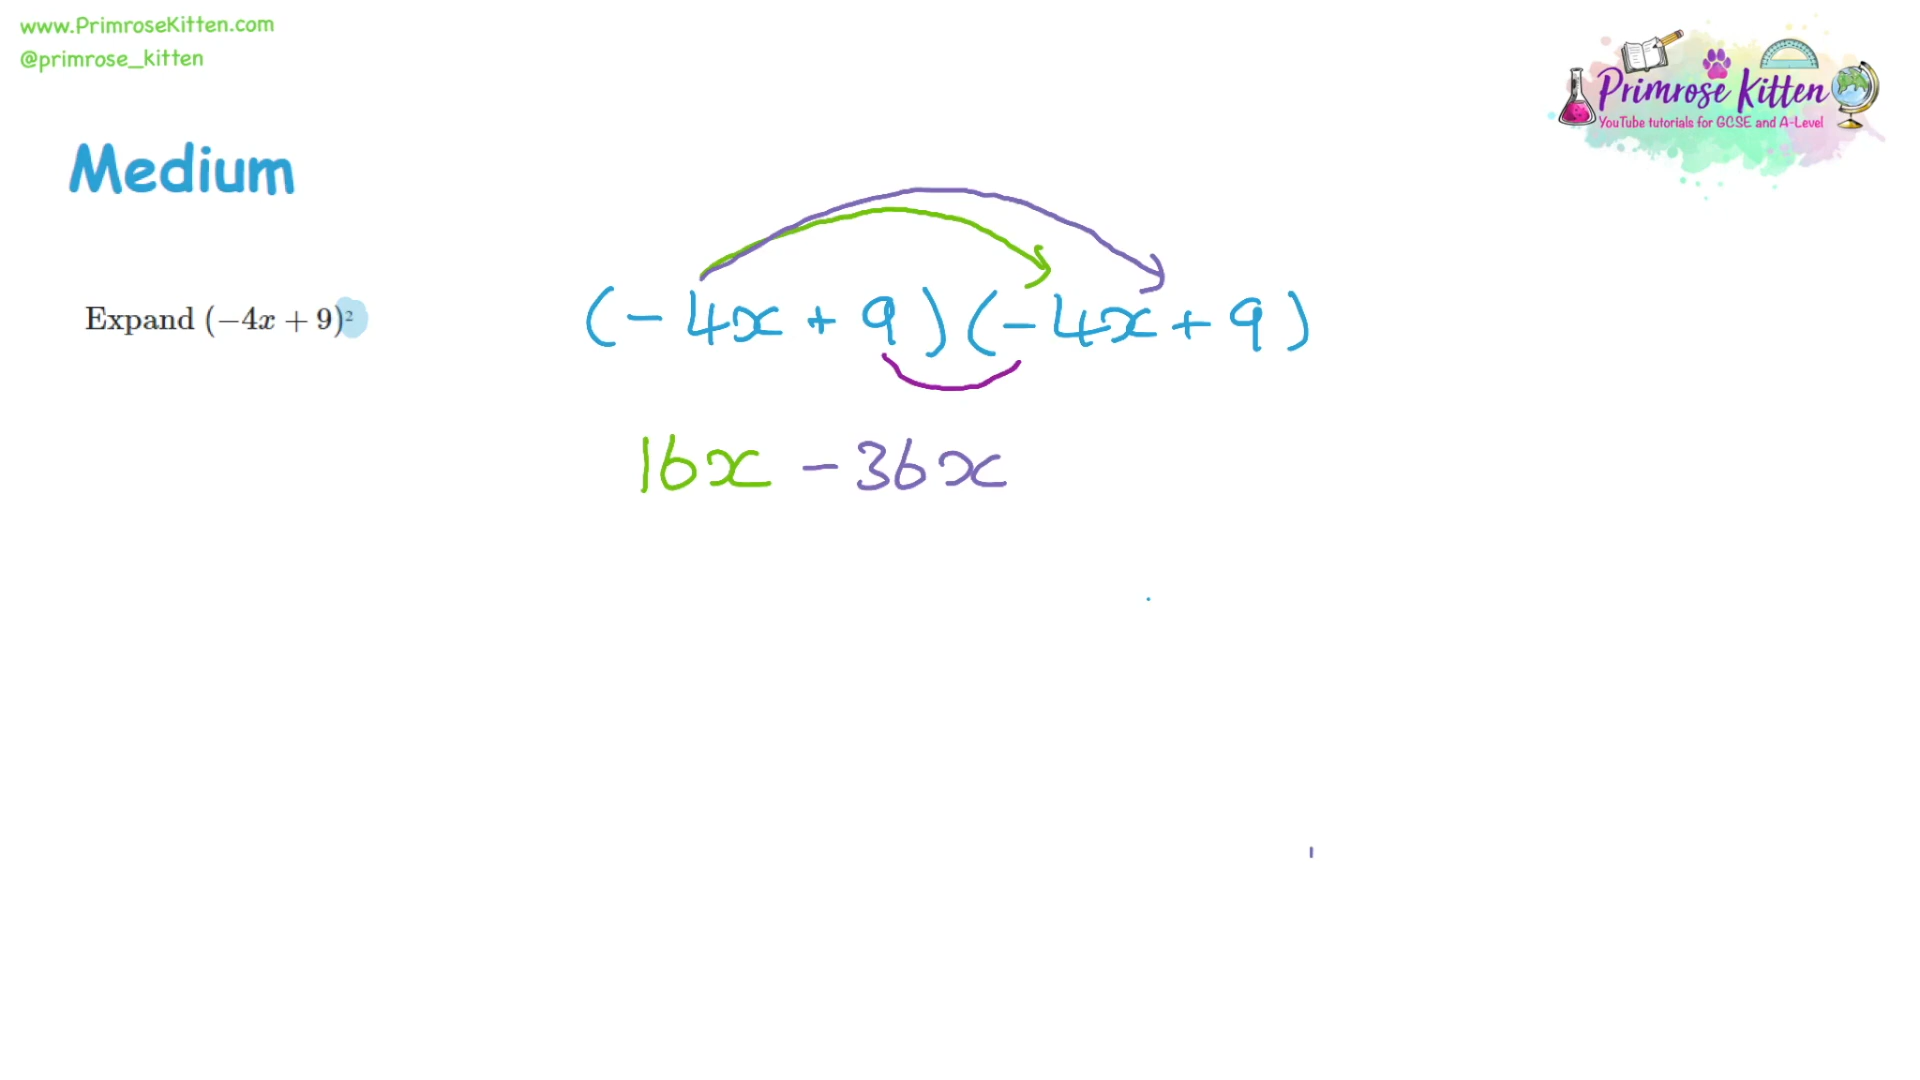 www.PrimroseKitten.com
@primrose_kitten
Primrose Kitten
YouTube tutorials for GCSE and A-Level
Medium
Expand (−4x + 9)²
(-4x + 9)(-4x + 9)
16x - 36x